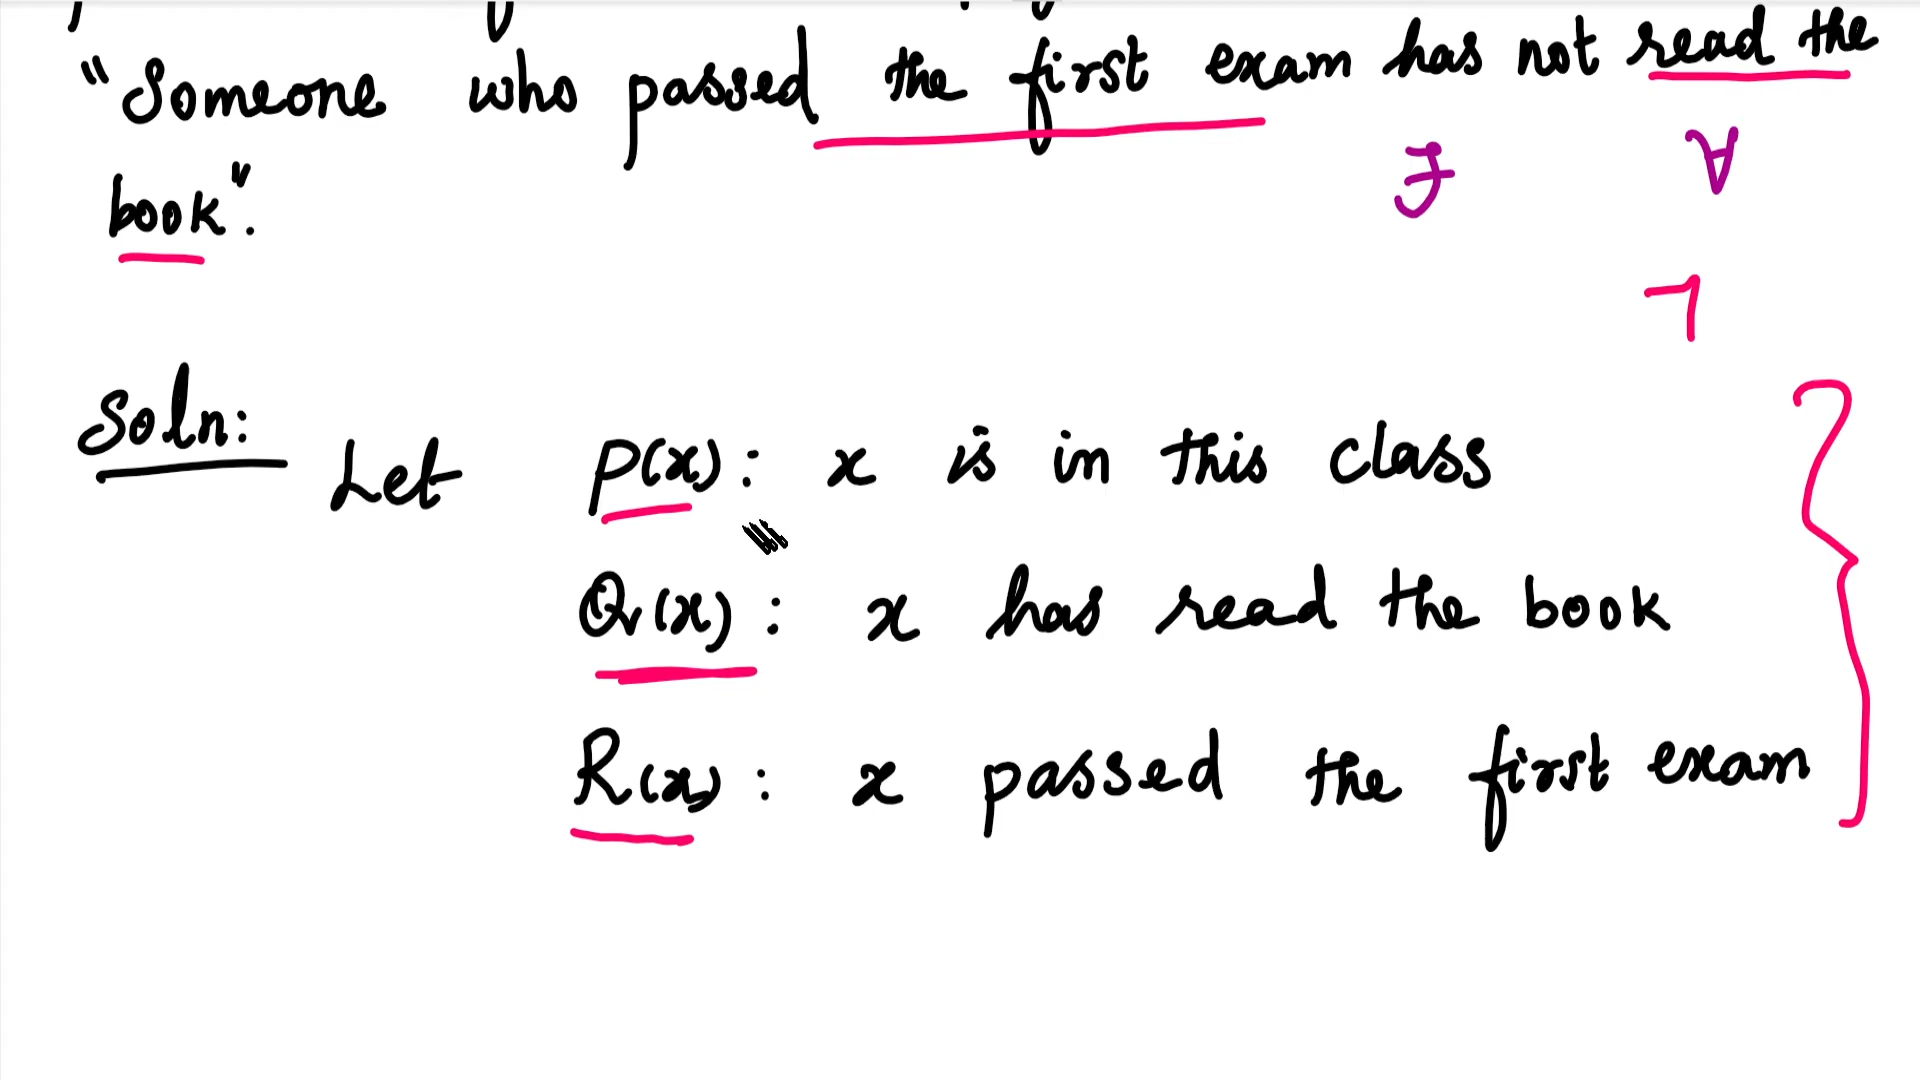 "Someone who passed the first exam has not read the
∃ ∀
book".
¬
Soln:
Let P(x): x is in this class
Q(x): x has read the book
R(x): x passed the first exam